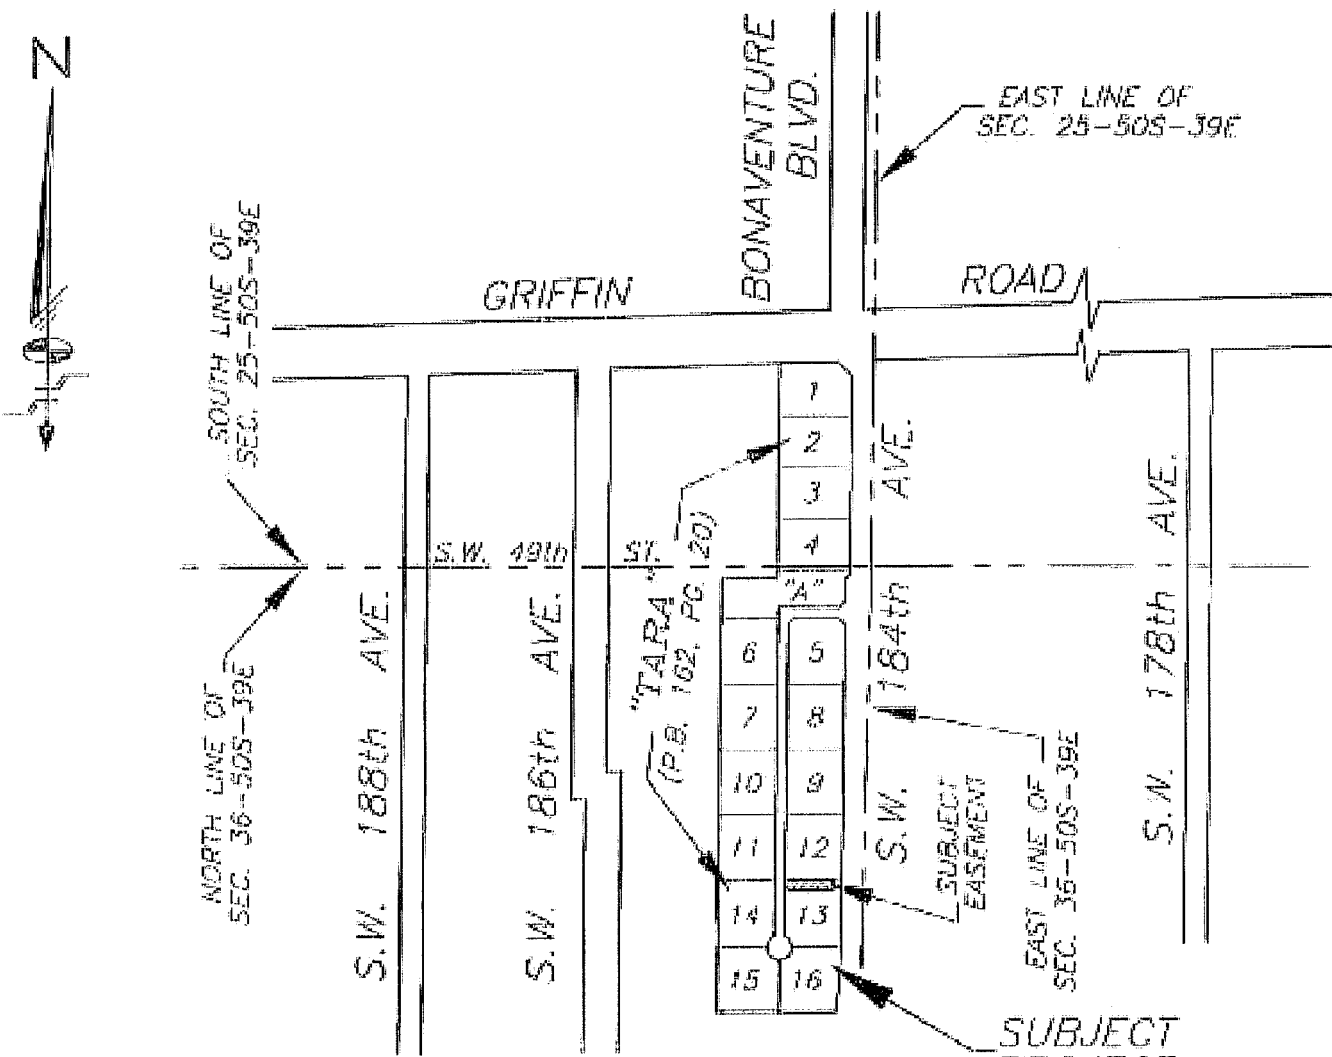 N
BONAVENTURE
BLVD.
EAST LINE OF
SEC. 25-50S-39E
SOUTH LINE OF
SEC. 25-50S-39E
GRIFFIN
ROAD
1
2
3
4
"A"
S.W. 49th ST.
"TARA"
(P.B. 162, PG. 20)
6
5
7
8
10
9
11
12
14
13
15
16
NORTH LINE OF
SEC. 36-50S-39E
S.W. 188th AVE.
S.W. 186th AVE.
S.W. 184th AVE.
S.W. 178th AVE.
SUBJECT
EASEMENT
EAST LINE OF
SEC. 36-50S-39E
SUBJECT